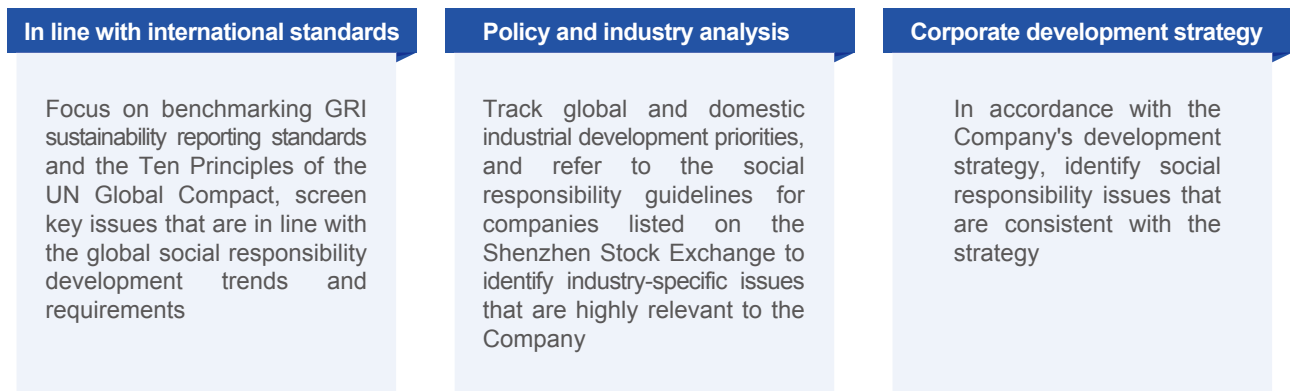 In line with international standards
Focus on benchmarking GRI
sustainability reporting standards
and the Ten Principles of the
UN Global Compact, screen
key issues that are in line with
the global social responsibility
development trends and
requirements
Policy and industry analysis
Track global and domestic
industrial development priorities,
and refer to the social
responsibility guidelines for
companies listed on the
Shenzhen Stock Exchange to
identify industry-specific issues
that are highly relevant to the
Company
Corporate development strategy
In accordance with the
Company's development
strategy, identify social
responsibility issues that
are consistent with the
strategy